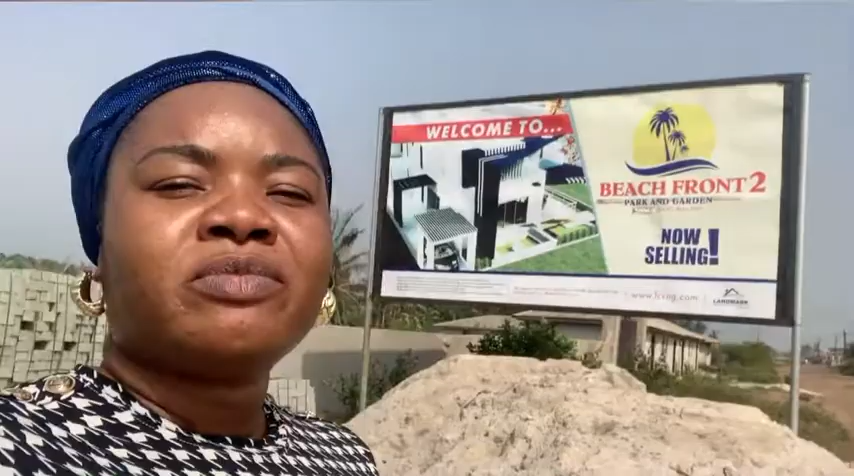 WELCOME TO...
BEACH FRONT 2
PARK AND GARDEN
NOW
SELLING!
LANDMARK